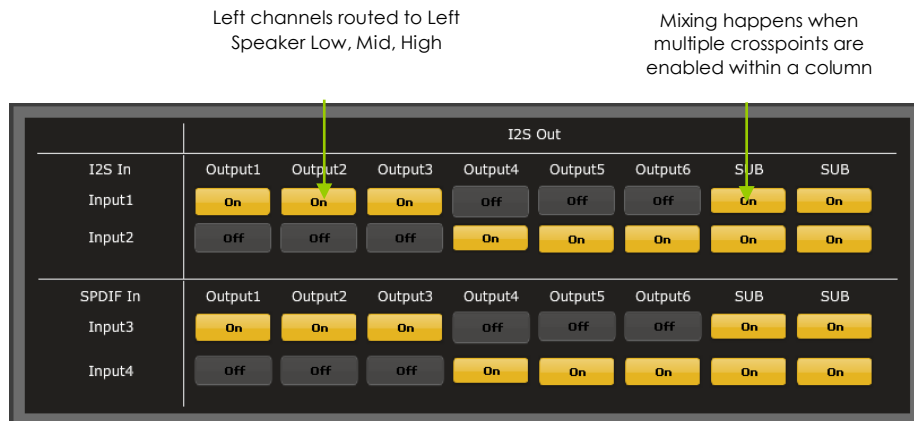 Left channels routed to Left
Speaker Low, Mid, High
Mixing happens when
multiple crosspoints are
enabled within a column
I2S Out
I2S In Output1 Output2 Output3 Output4 Output5 Output6 SUB SUB
Input1 On On On Off Off Off On On
Input2 Off Off Off On On On On On
SPDIF In Output1 Output2 Output3 Output4 Output5 Output6 SUB SUB
Input3 On On On Off Off Off On On
Input4 Off Off Off On On On On On